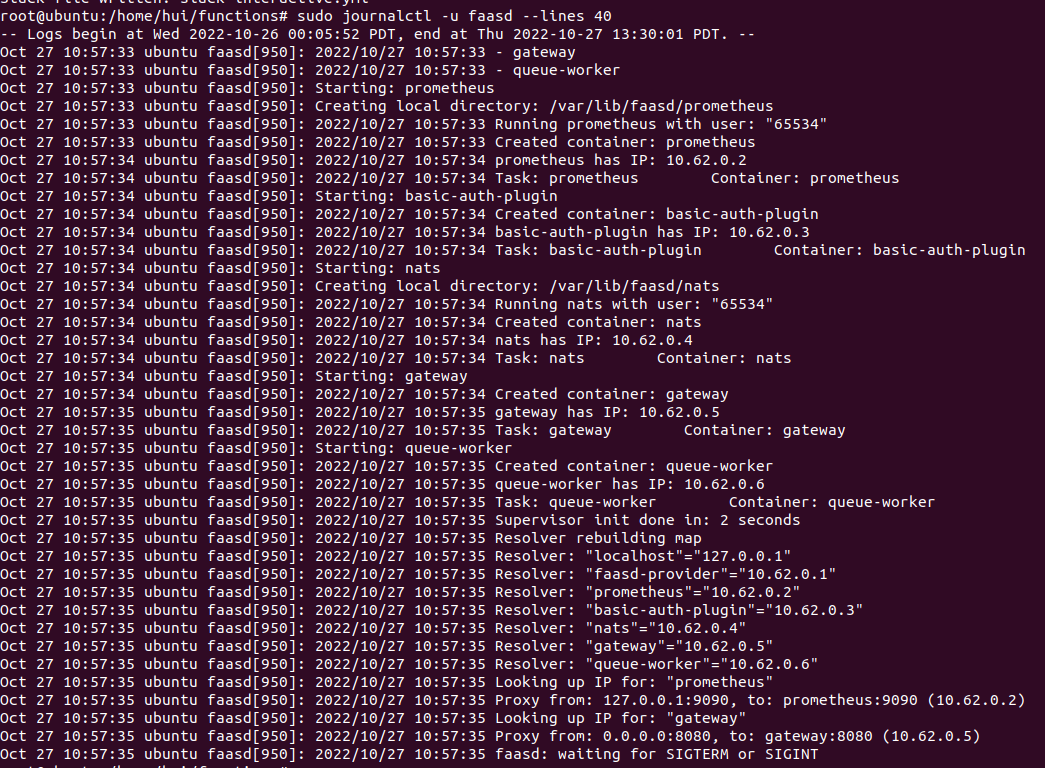 root@ubuntu:/home/hui/functions# sudo journalctl -u faasd --lines 40
-- Logs begin at Wed 2022-10-26 00:05:52 PDT, end at Thu 2022-10-27 13:30:01 PDT. --
Oct 27 10:57:33 ubuntu faasd[950]: 2022/10/27 10:57:33 - gateway
Oct 27 10:57:33 ubuntu faasd[950]: 2022/10/27 10:57:33 - queue-worker
Oct 27 10:57:33 ubuntu faasd[950]: Starting: prometheus
Oct 27 10:57:33 ubuntu faasd[950]: Creating local directory: /var/lib/faasd/prometheus
Oct 27 10:57:33 ubuntu faasd[950]: 2022/10/27 10:57:33 Running prometheus with user: "65534"
Oct 27 10:57:33 ubuntu faasd[950]: 2022/10/27 10:57:33 Created container: prometheus
Oct 27 10:57:34 ubuntu faasd[950]: 2022/10/27 10:57:34 prometheus has IP: 10.62.0.2
Oct 27 10:57:34 ubuntu faasd[950]: 2022/10/27 10:57:34 Task: prometheus        Container: prometheus
Oct 27 10:57:34 ubuntu faasd[950]: Starting: basic-auth-plugin
Oct 27 10:57:34 ubuntu faasd[950]: 2022/10/27 10:57:34 Created container: basic-auth-plugin
Oct 27 10:57:34 ubuntu faasd[950]: 2022/10/27 10:57:34 basic-auth-plugin has IP: 10.62.0.3
Oct 27 10:57:34 ubuntu faasd[950]: 2022/10/27 10:57:34 Task: basic-auth-plugin        Container: basic-auth-plugin
Oct 27 10:57:34 ubuntu faasd[950]: Starting: nats
Oct 27 10:57:34 ubuntu faasd[950]: Creating local directory: /var/lib/faasd/nats
Oct 27 10:57:34 ubuntu faasd[950]: 2022/10/27 10:57:34 Running nats with user: "65534"
Oct 27 10:57:34 ubuntu faasd[950]: 2022/10/27 10:57:34 Created container: nats
Oct 27 10:57:34 ubuntu faasd[950]: 2022/10/27 10:57:34 nats has IP: 10.62.0.4
Oct 27 10:57:34 ubuntu faasd[950]: 2022/10/27 10:57:34 Task: nats        Container: nats
Oct 27 10:57:34 ubuntu faasd[950]: Starting: gateway
Oct 27 10:57:34 ubuntu faasd[950]: 2022/10/27 10:57:34 Created container: gateway
Oct 27 10:57:35 ubuntu faasd[950]: 2022/10/27 10:57:35 gateway has IP: 10.62.0.5
Oct 27 10:57:35 ubuntu faasd[950]: 2022/10/27 10:57:35 Task: gateway        Container: gateway
Oct 27 10:57:35 ubuntu faasd[950]: Starting: queue-worker
Oct 27 10:57:35 ubuntu faasd[950]: 2022/10/27 10:57:35 Created container: queue-worker
Oct 27 10:57:35 ubuntu faasd[950]: 2022/10/27 10:57:35 queue-worker has IP: 10.62.0.6
Oct 27 10:57:35 ubuntu faasd[950]: 2022/10/27 10:57:35 Task: queue-worker        Container: queue-worker
Oct 27 10:57:35 ubuntu faasd[950]: 2022/10/27 10:57:35 Supervisor init done in: 2 seconds
Oct 27 10:57:35 ubuntu faasd[950]: 2022/10/27 10:57:35 Resolver rebuilding map
Oct 27 10:57:35 ubuntu faasd[950]: 2022/10/27 10:57:35 Resolver: "localhost"="127.0.0.1"
Oct 27 10:57:35 ubuntu faasd[950]: 2022/10/27 10:57:35 Resolver: "faasd-provider"="10.62.0.1"
Oct 27 10:57:35 ubuntu faasd[950]: 2022/10/27 10:57:35 Resolver: "prometheus"="10.62.0.2"
Oct 27 10:57:35 ubuntu faasd[950]: 2022/10/27 10:57:35 Resolver: "basic-auth-plugin"="10.62.0.3"
Oct 27 10:57:35 ubuntu faasd[950]: 2022/10/27 10:57:35 Resolver: "nats"="10.62.0.4"
Oct 27 10:57:35 ubuntu faasd[950]: 2022/10/27 10:57:35 Resolver: "gateway"="10.62.0.5"
Oct 27 10:57:35 ubuntu faasd[950]: 2022/10/27 10:57:35 Resolver: "queue-worker"="10.62.0.6"
Oct 27 10:57:35 ubuntu faasd[950]: 2022/10/27 10:57:35 Looking up IP for: "prometheus"
Oct 27 10:57:35 ubuntu faasd[950]: 2022/10/27 10:57:35 Proxy from: 127.0.0.1:9090, to: prometheus:9090 (10.62.0.2)
Oct 27 10:57:35 ubuntu faasd[950]: 2022/10/27 10:57:35 Looking up IP for: "gateway"
Oct 27 10:57:35 ubuntu faasd[950]: 2022/10/27 10:57:35 Proxy from: 0.0.0.0:8080, to: gateway:8080 (10.62.0.5)
Oct 27 10:57:35 ubuntu faasd[950]: 2022/10/27 10:57:35 faasd: waiting for SIGTERM or SIGINT